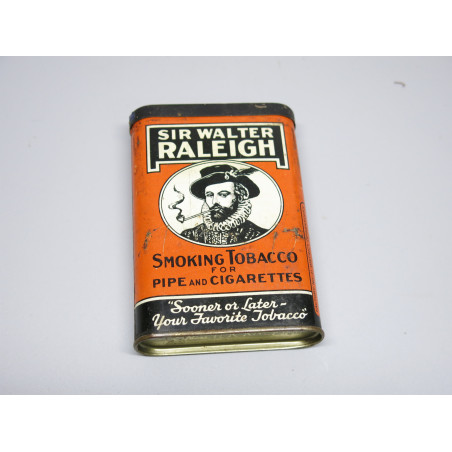 SIR WALTER
RALEIGH
SMOKING TOBACCO
FOR
PIPE AND CIGARETTES
"Sooner or Later-
Your Favorite Tobacco"